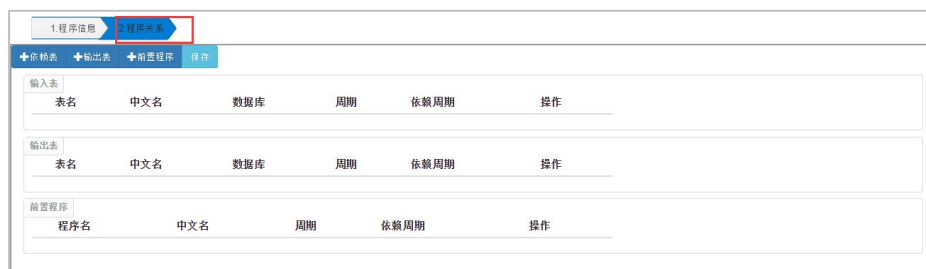 1.程序信息 2.程序关系
✚依赖表 ✚输出表 ✚前置程序 保存
输入表
表名 中文名 数据库 周期 依赖周期 操作
输出表
表名 中文名 数据库 周期 依赖周期 操作
前置程序
程序名 中文名 周期 依赖周期 操作